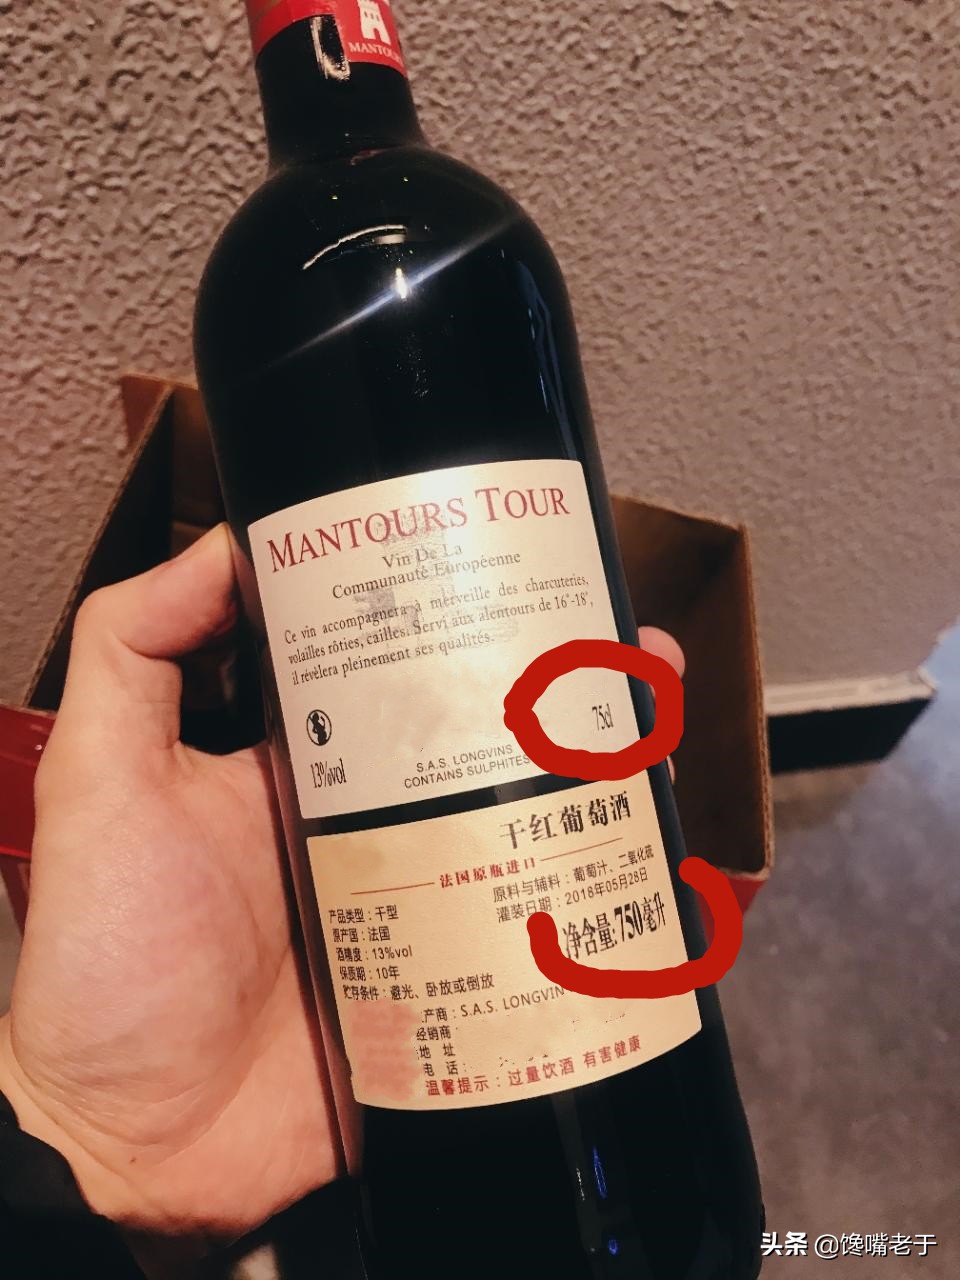 MANTOURS
MANTOURS TOUR
Vin De La
Communauté Européenne
Ce vin accompagnera à merveille des charcuteries,
volailles rôties, cailles. Servi aux alentours de 16°-18°,
il révèlera pleinement ses qualités.
75cl
13%vol
S.A.S. LONGVINS
CONTAINS SULPHITES
干红葡萄酒
法国原瓶进口
原料与辅料：葡萄汁、二氧化硫
灌装日期：2018年05月28日
净含量:750毫升
产品类型：干型
原产国：法国
酒精度：13%vol
保质期：10年
贮存条件：避光、卧放或倒放
产商：S.A.S. LONGVIN
经销商
地 址
电 话：
温馨提示：过量饮酒 有害健康
头条 @馋嘴老于